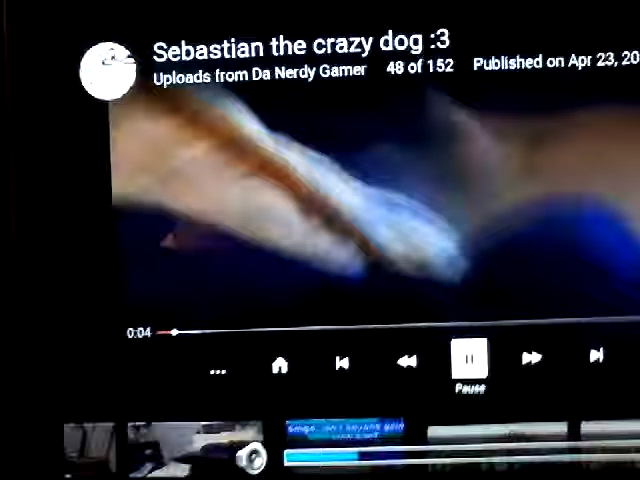 Sebastian the crazy dog :3
Uploads from Da Nerdy Gamer 48 of 152 Published on Apr 23, 20
0:04
Pause